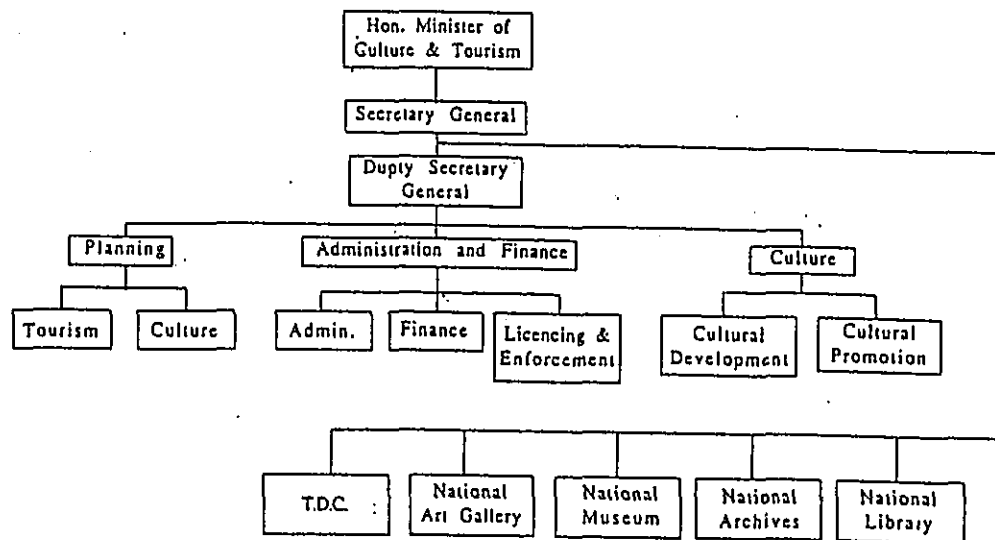 Hon. Minister of
Culture & Tourism
Secretary General
Dupty Secretary
General
Planning
Administration and Finance
Culture
Tourism
Culture
Admin.
Finance
Licencing &
Enforcement
Cultural
Development
Cultural
Promotion
T.D.C.
National
Art Gallery
National
Museum
National
Archives
National
Library